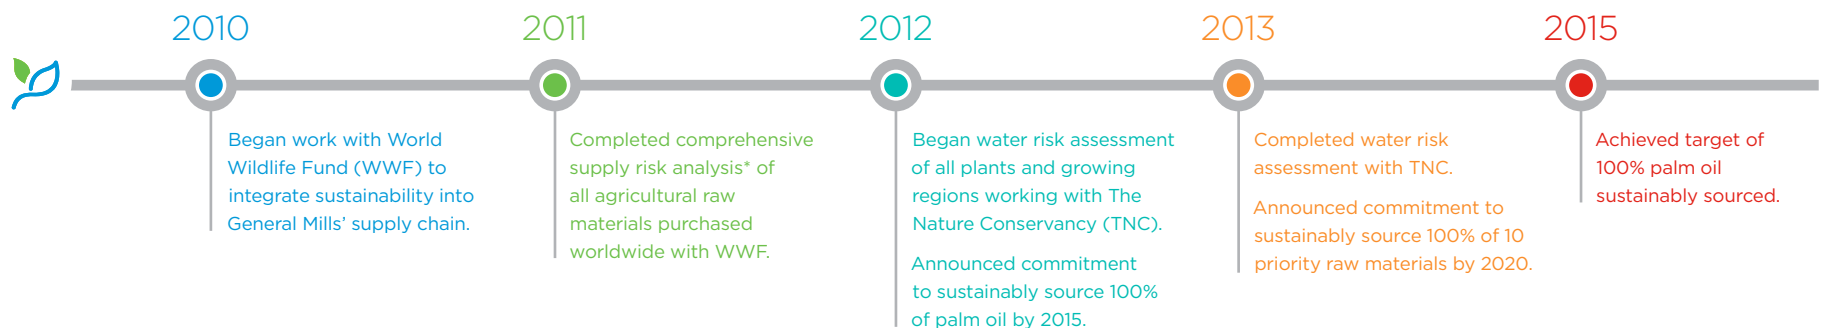 2010
Began work with World
Wildlife Fund (WWF) to
integrate sustainability into
General Mills’ supply chain.
2011
Completed comprehensive
supply risk analysis* of
all agricultural raw
materials purchased
worldwide with WWF.
2012
Began water risk assessment
of all plants and growing
regions working with The
Nature Conservancy (TNC).
Announced commitment
to sustainably source 100%
of palm oil by 2015.
2013
Completed water risk
assessment with TNC.
Announced commitment to
sustainably source 100% of 10
priority raw materials by 2020.
2015
Achieved target of
100% palm oil
sustainably sourced.